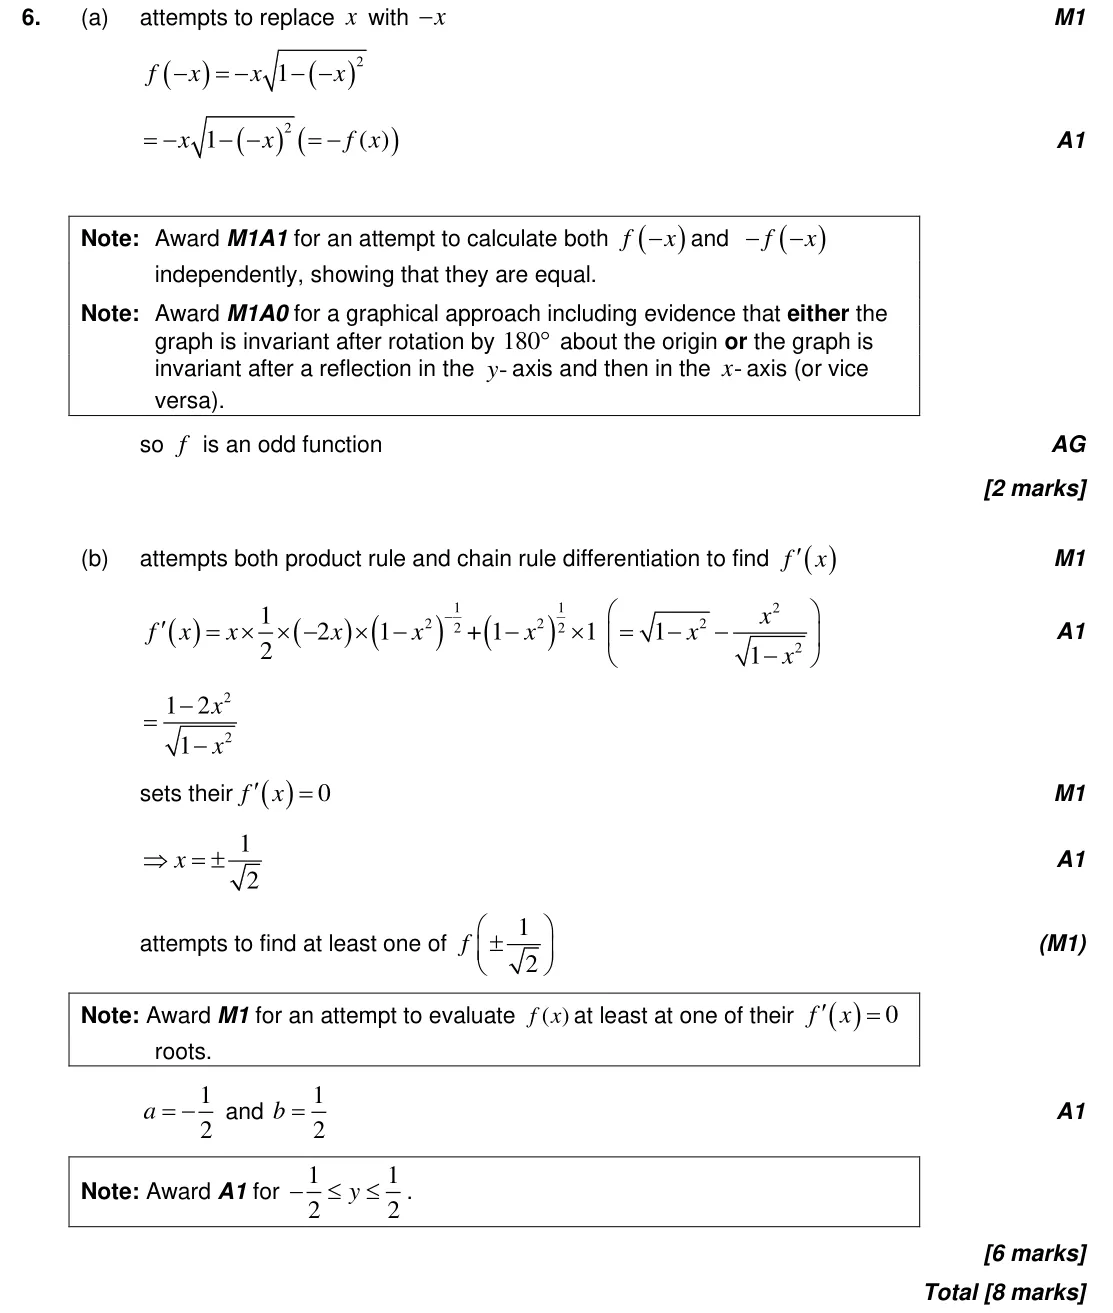 6. (a) attempts to replace x with −x M1
f(−x) = −x√(1−(−x)²)
= −x√(1−(−x)²) (= −f(x)) A1
Note: Award M1A1 for an attempt to calculate both f(−x) and −f(−x)
independently, showing that they are equal.
Note: Award M1A0 for a graphical approach including evidence that either the
graph is invariant after rotation by 180° about the origin or the graph is
invariant after a reflection in the y- axis and then in the x- axis (or vice
versa).
so f is an odd function AG
[2 marks]
(b) attempts both product rule and chain rule differentiation to find f′(x) M1
f′(x) = x × 1/2 × (−2x) × (1−x²)^(−1/2) + (1−x²)^(1/2) × 1 (= √(1−x²) − x²/√(1−x²)) A1
= (1−2x²)/√(1−x²)
sets their f′(x) = 0 M1
⇒ x = ± 1/√2 A1
attempts to find at least one of f(± 1/√2) (M1)
Note: Award M1 for an attempt to evaluate f(x) at least at one of their f′(x) = 0
roots.
a = −1/2 and b = 1/2 A1
Note: Award A1 for −1/2 ≤ y ≤ 1/2.
[6 marks]
Total [8 marks]